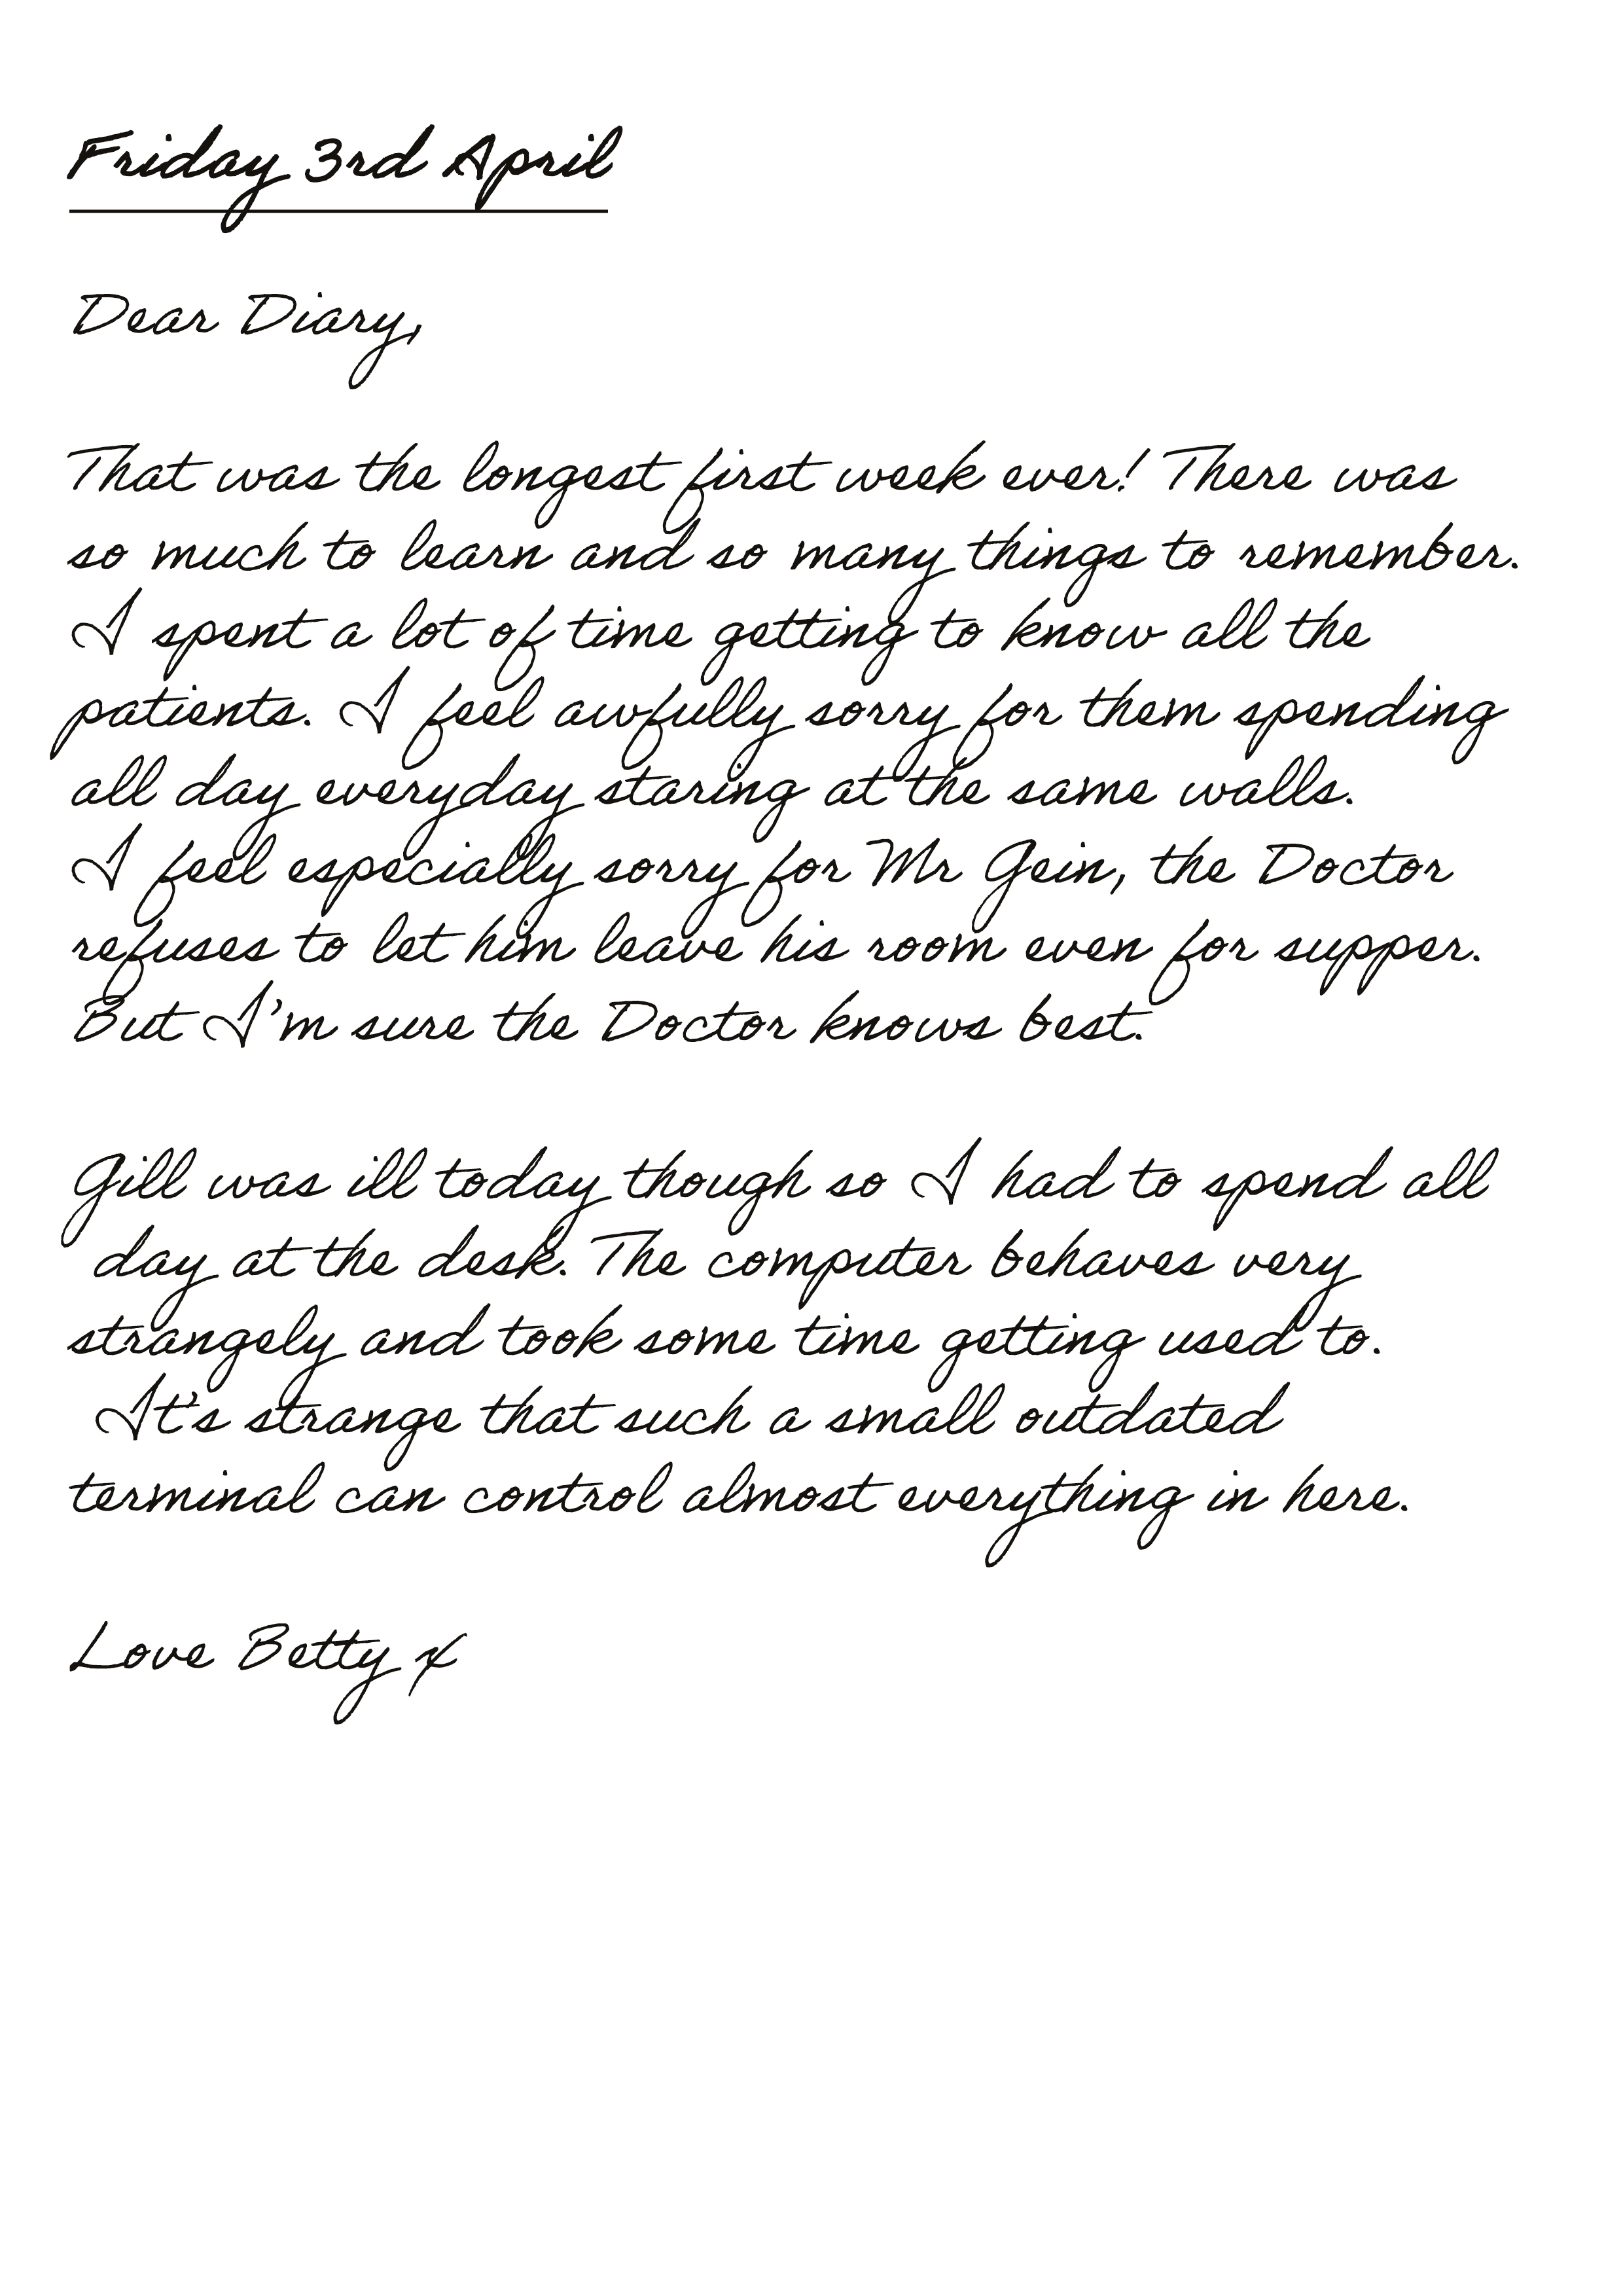 Friday 3rd April
Dear Diary,
That was the longest first week ever! There was
so much to learn and so many things to remember.
I spent a lot of time getting to know all the
patients. I feel awfully sorry for them spending
all day everyday staring at the same walls.
I feel especially sorry for Mr Gein, the Doctor
refuses to let him leave his room even for supper.
But I'm sure the Doctor knows best.
Gill was ill today though so I had to spend all
day at the desk. The computer behaves very
strangely and took some time getting used to.
It's strange that such a small outdated
terminal can control almost everything in here.
Love Betty x